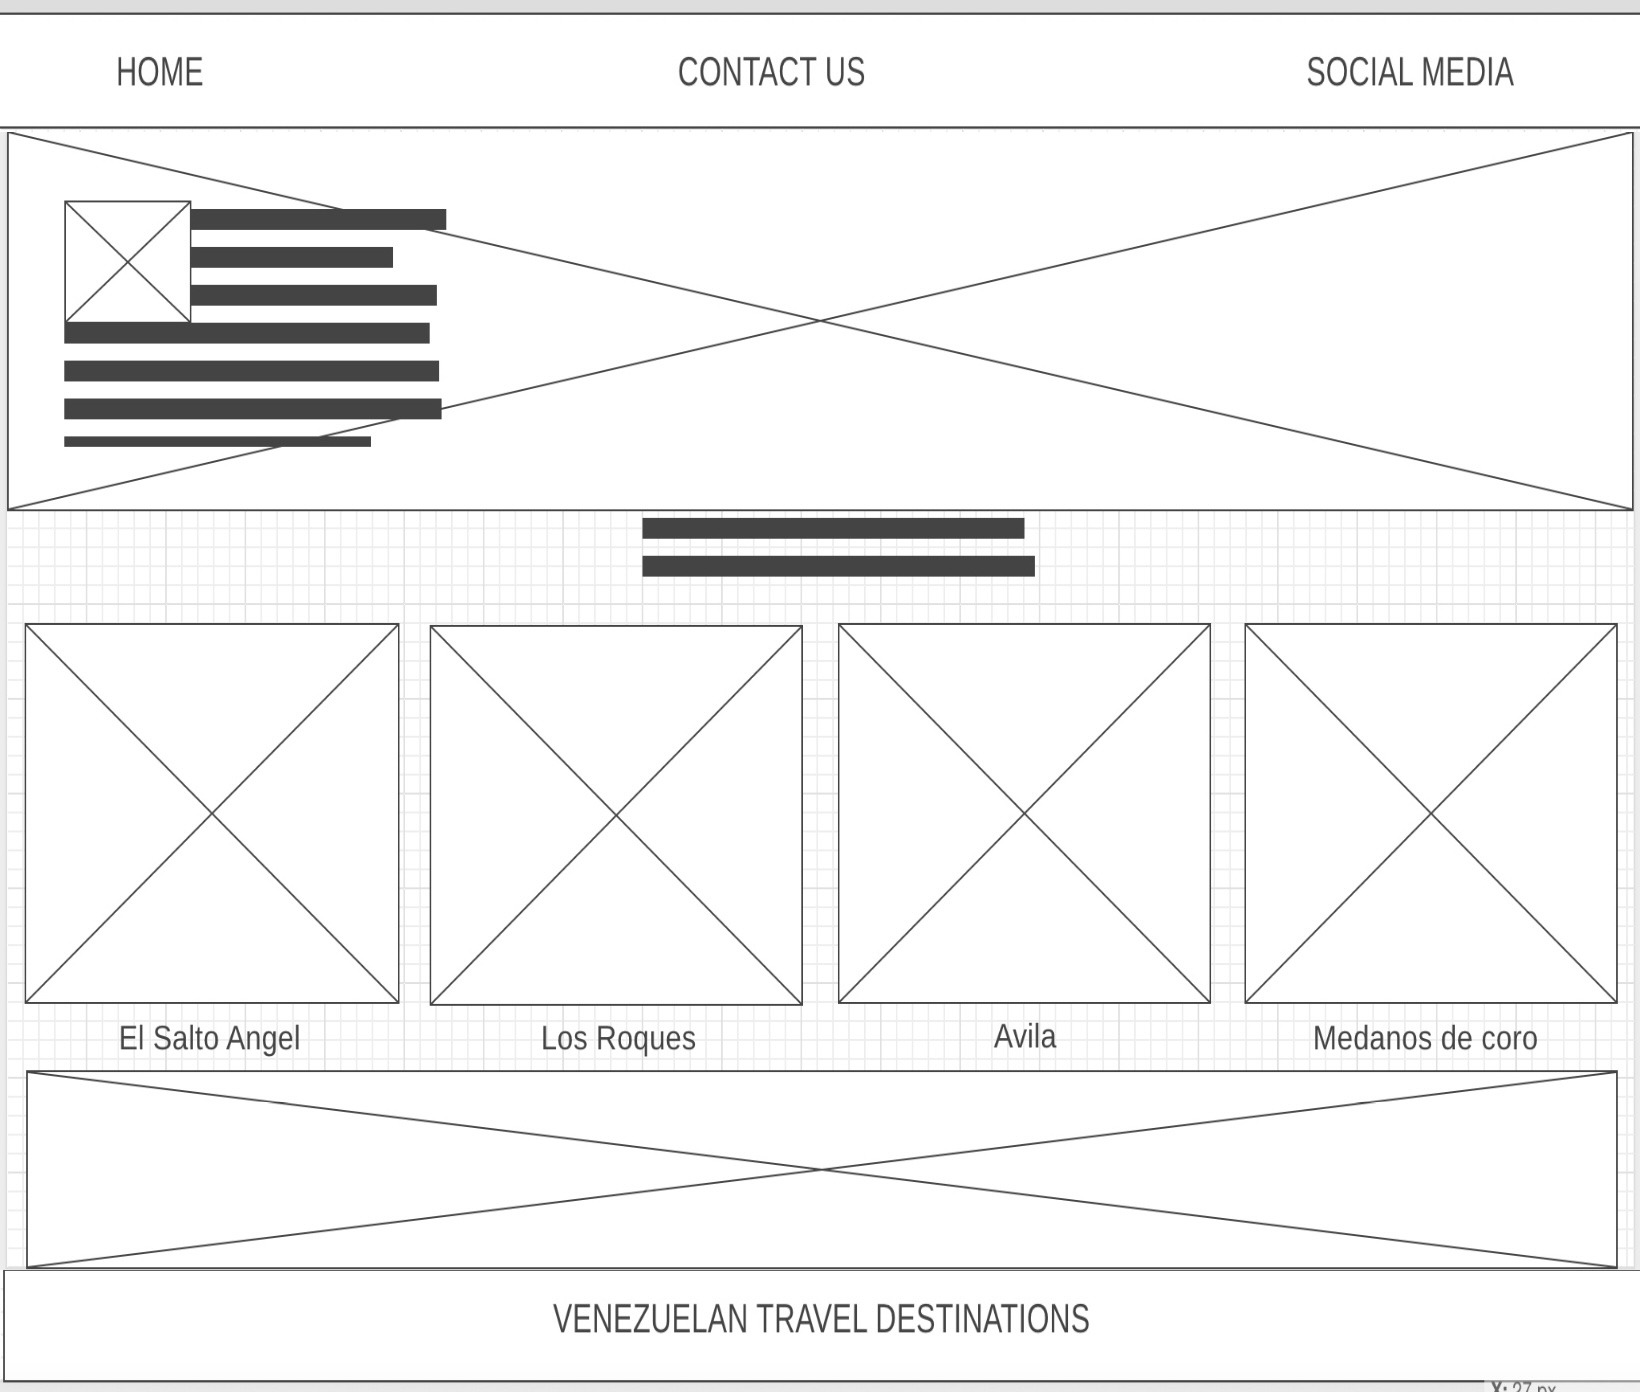 HOME
CONTACT US
SOCIAL MEDIA
El Salto Angel
Los Roques
Avila
Medanos de coro
VENEZUELAN TRAVEL DESTINATIONS
X: 27 px